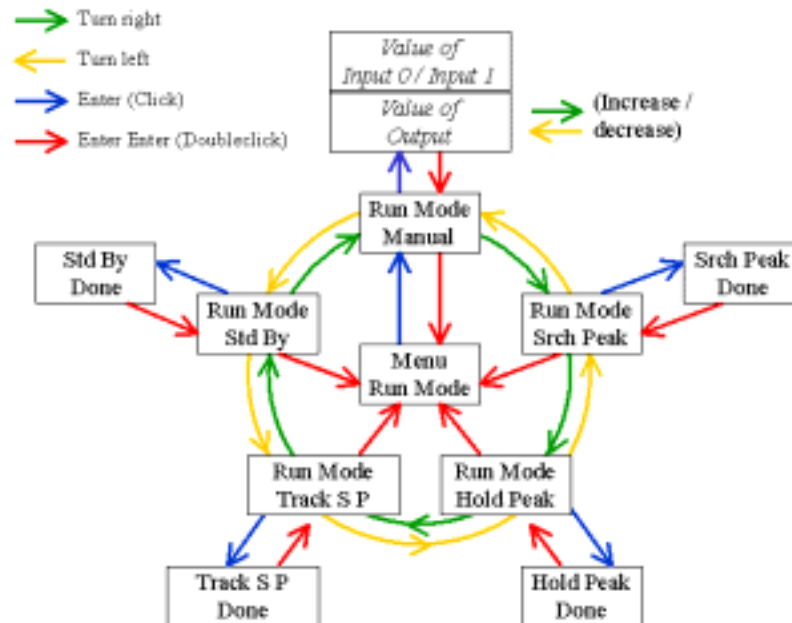 Turn right
Turn left
Enter (Click)
Enter Enter (Doubleclick)
Value of
Input 0 / Input 1
Value of
Output
(Increase /
decrease)
Run Mode
Manual
Std By
Done
Srch Peak
Done
Run Mode
Std By
Run Mode
Srch Peak
Menu
Run Mode
Run Mode
Track S P
Run Mode
Hold Peak
Track S P
Done
Hold Peak
Done